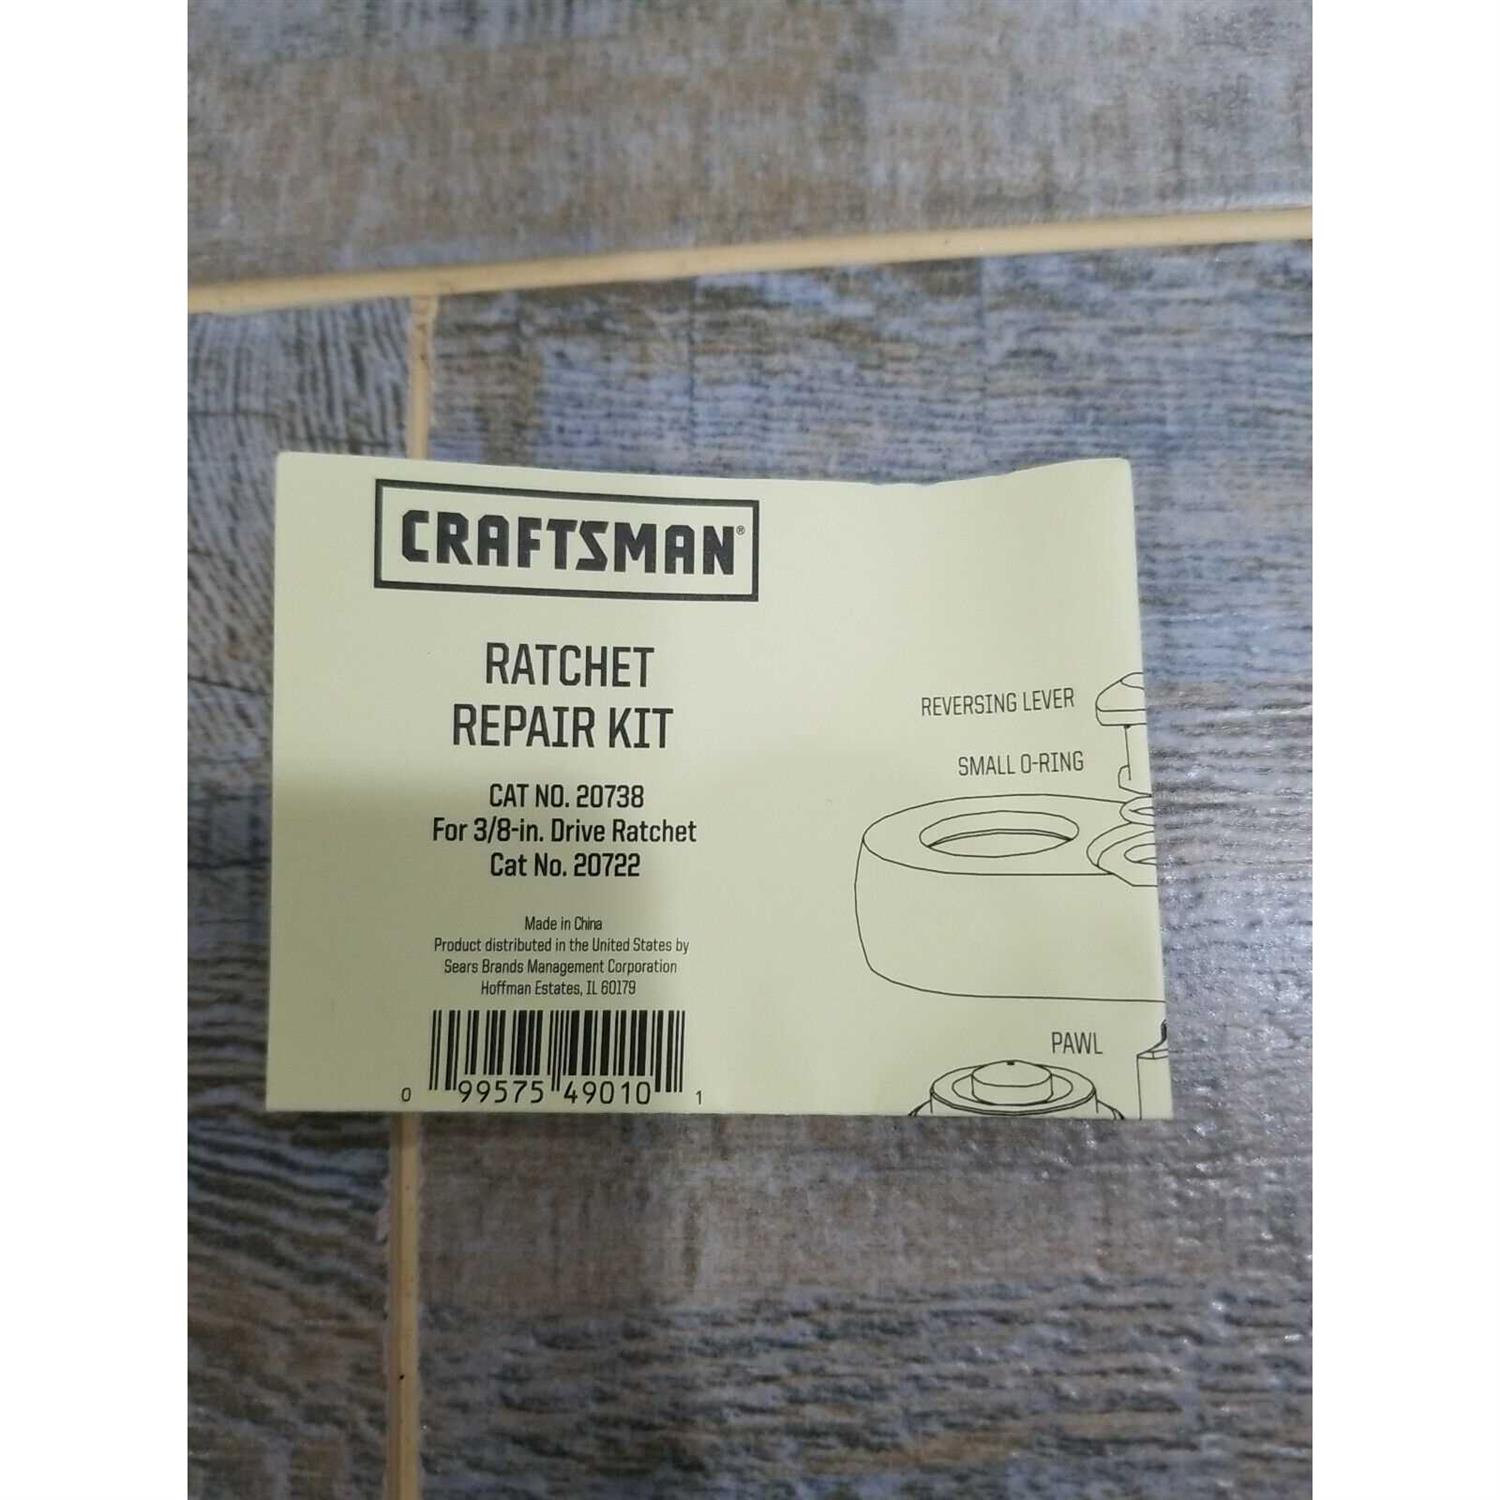 CRAFTSMAN®
RATCHET
REPAIR KIT
CAT NO. 20738
For 3/8-in. Drive Ratchet
Cat No. 20722
Made in China
Product distributed in the United States by
Sears Brands Management Corporation
Hoffman Estates, IL 60179
0 99575 49010 1
REVERSING LEVER
SMALL O-RING
PAWL